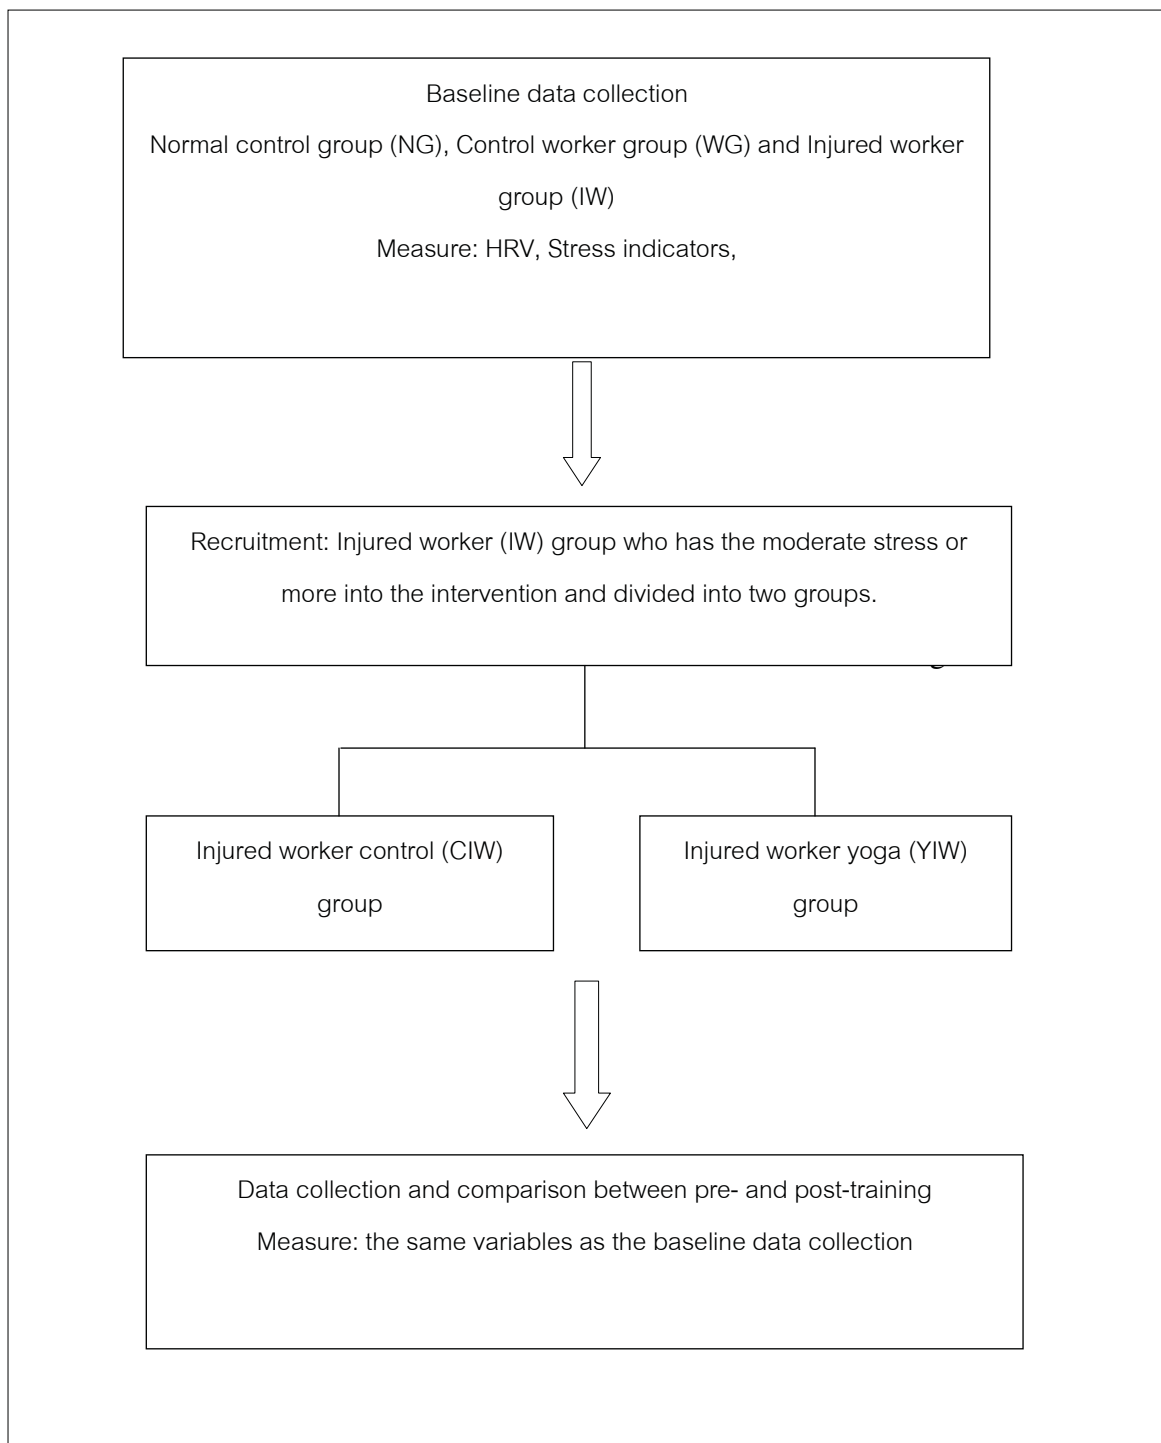 Baseline data collection
Normal control group (NG), Control worker group (WG) and Injured worker
group (IW)
Measure: HRV, Stress indicators,
Recruitment: Injured worker (IW) group who has the moderate stress or
more into the intervention and divided into two groups.
Injured worker control (CIW)
group
Injured worker yoga (YIW)
group
Data collection and comparison between pre- and post-training
Measure: the same variables as the baseline data collection